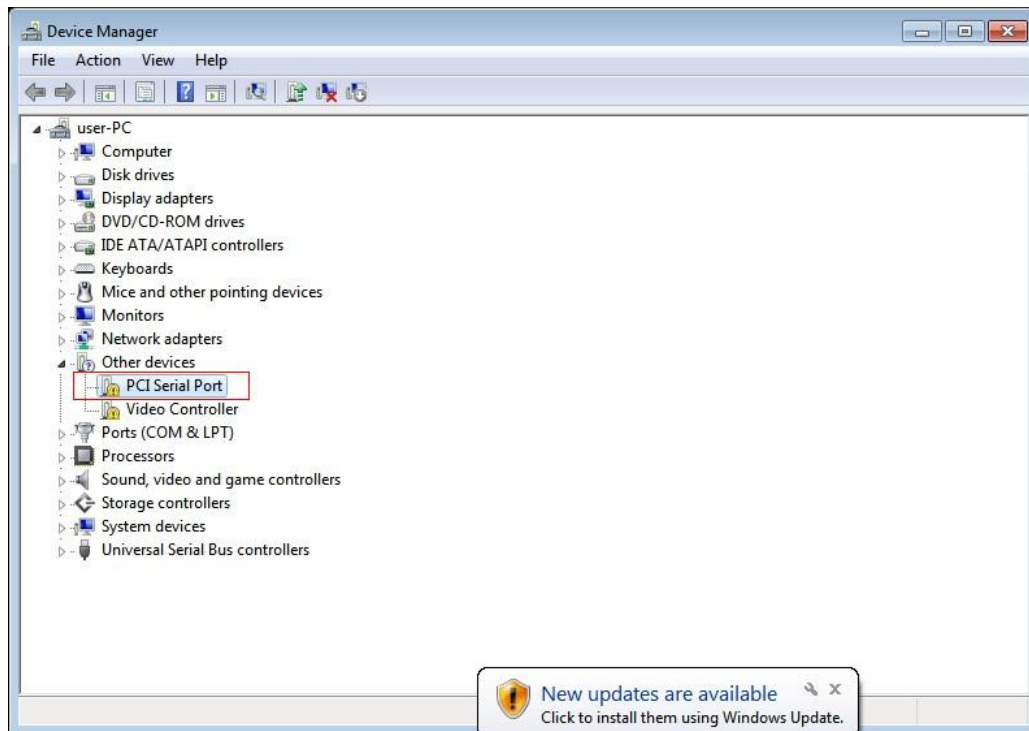 Device Manager
File Action View Help
user-PC
Computer
Disk drives
Display adapters
DVD/CD-ROM drives
IDE ATA/ATAPI controllers
Keyboards
Mice and other pointing devices
Monitors
Network adapters
Other devices
PCI Serial Port
Video Controller
Ports (COM & LPT)
Processors
Sound, video and game controllers
Storage controllers
System devices
Universal Serial Bus controllers
New updates are available
Click to install them using Windows Update.